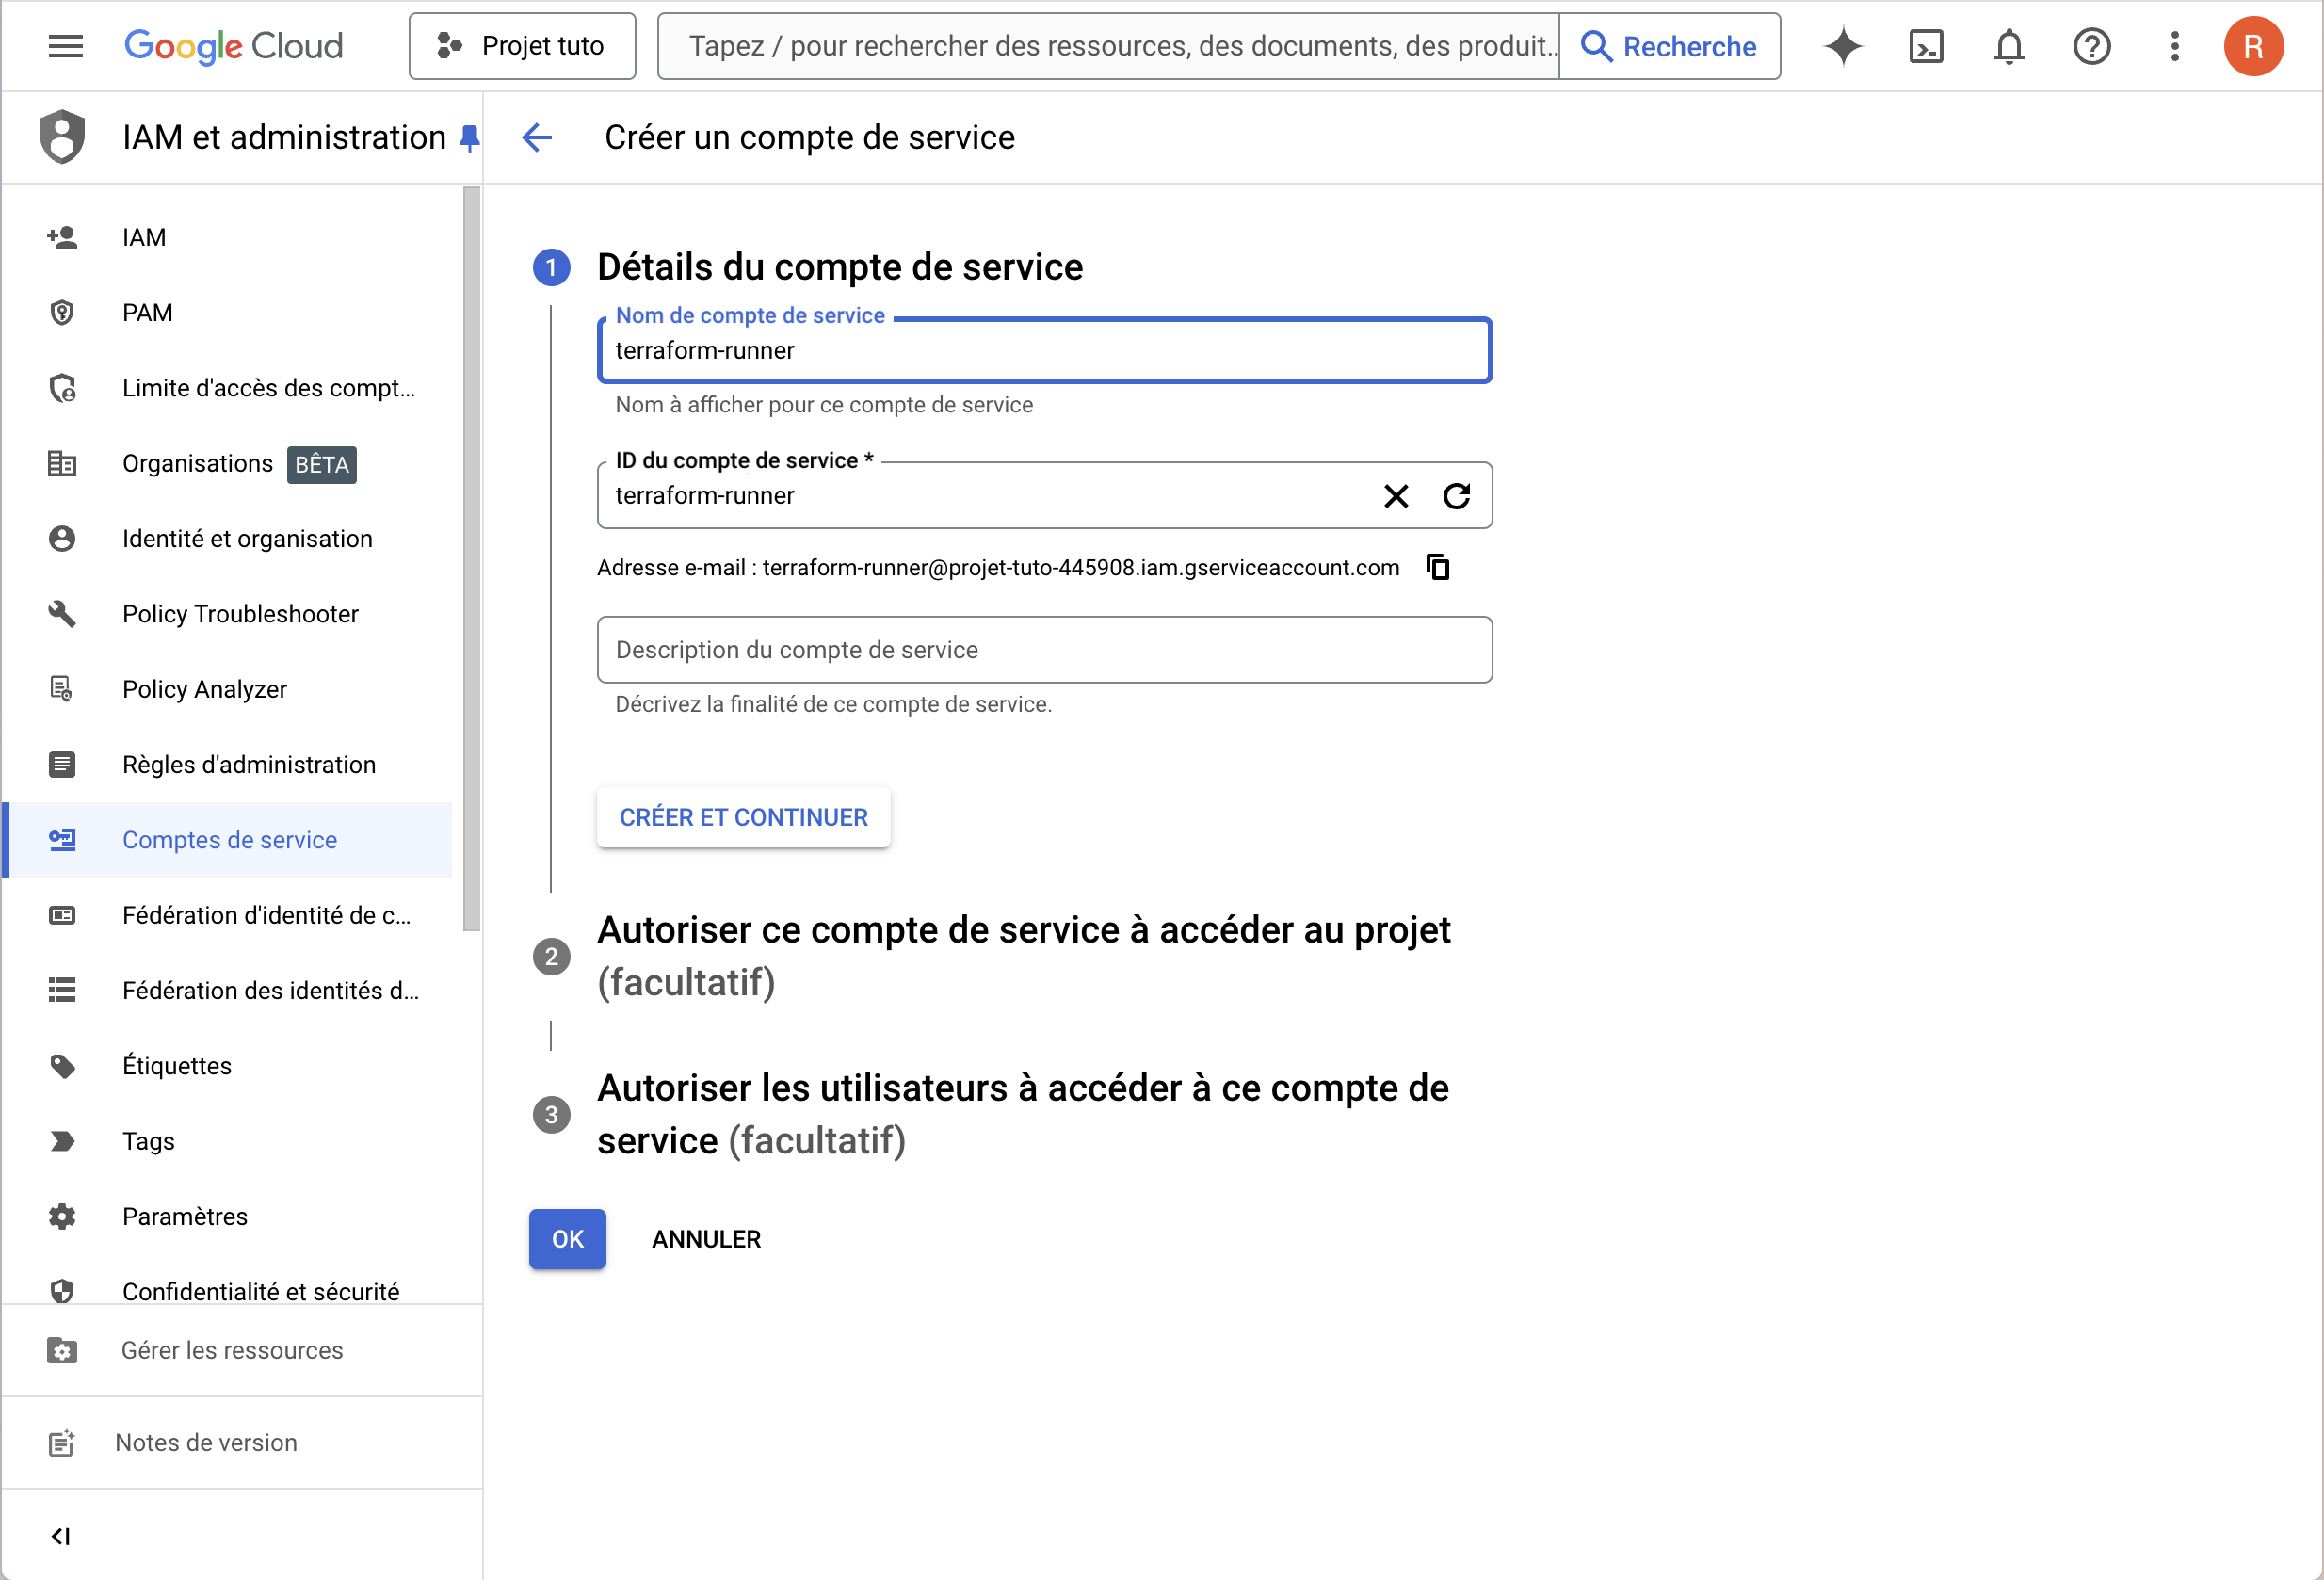 Google Cloud
Projet tuto
Tapez / pour rechercher des ressources, des documents, des produit...
Recherche
R
IAM et administration
Créer un compte de service
IAM
PAM
Limite d'accès des compt...
Organisations BÊTA
Identité et organisation
Policy Troubleshooter
Policy Analyzer
Règles d'administration
Comptes de service
Fédération d'identité de c...
Fédération des identités d...
Étiquettes
Tags
Paramètres
Confidentialité et sécurité
Gérer les ressources
Notes de version
1 Détails du compte de service
Nom de compte de service
terraform-runner
Nom à afficher pour ce compte de service
ID du compte de service *
terraform-runner
Adresse e-mail : terraform-runner@projet-tuto-445908.iam.gserviceaccount.com
Description du compte de service
Décrivez la finalité de ce compte de service.
CRÉER ET CONTINUER
2 Autoriser ce compte de service à accéder au projet
(facultatif)
3 Autoriser les utilisateurs à accéder à ce compte de
service (facultatif)
OK
ANNULER